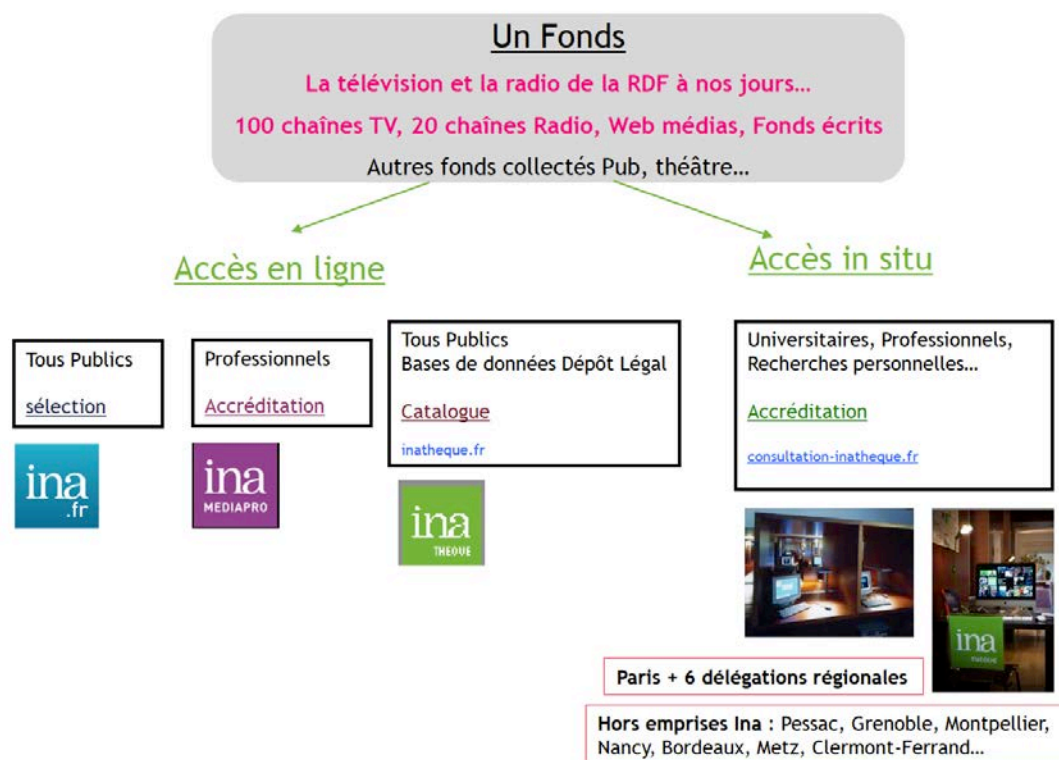 Un Fonds
La télévision et la radio de la RDF à nos jours…
100 chaînes TV, 20 chaînes Radio, Web médias, Fonds écrits
Autres fonds collectés Pub, théâtre…
Accès en ligne
Accès in situ
Tous Publics
sélection
ina
.fr
Professionnels
Accréditation
ina
MEDIAPRO
Tous Publics
Bases de données Dépôt Légal
Catalogue
inatheque.fr
ina
THEQUE
Universitaires, Professionnels,
Recherches personnelles…
Accréditation
consultation-inatheque.fr
ina
THEQUE
Paris + 6 délégations régionales
Hors emprises Ina : Pessac, Grenoble, Montpellier,
Nancy, Bordeaux, Metz, Clermont-Ferrand…